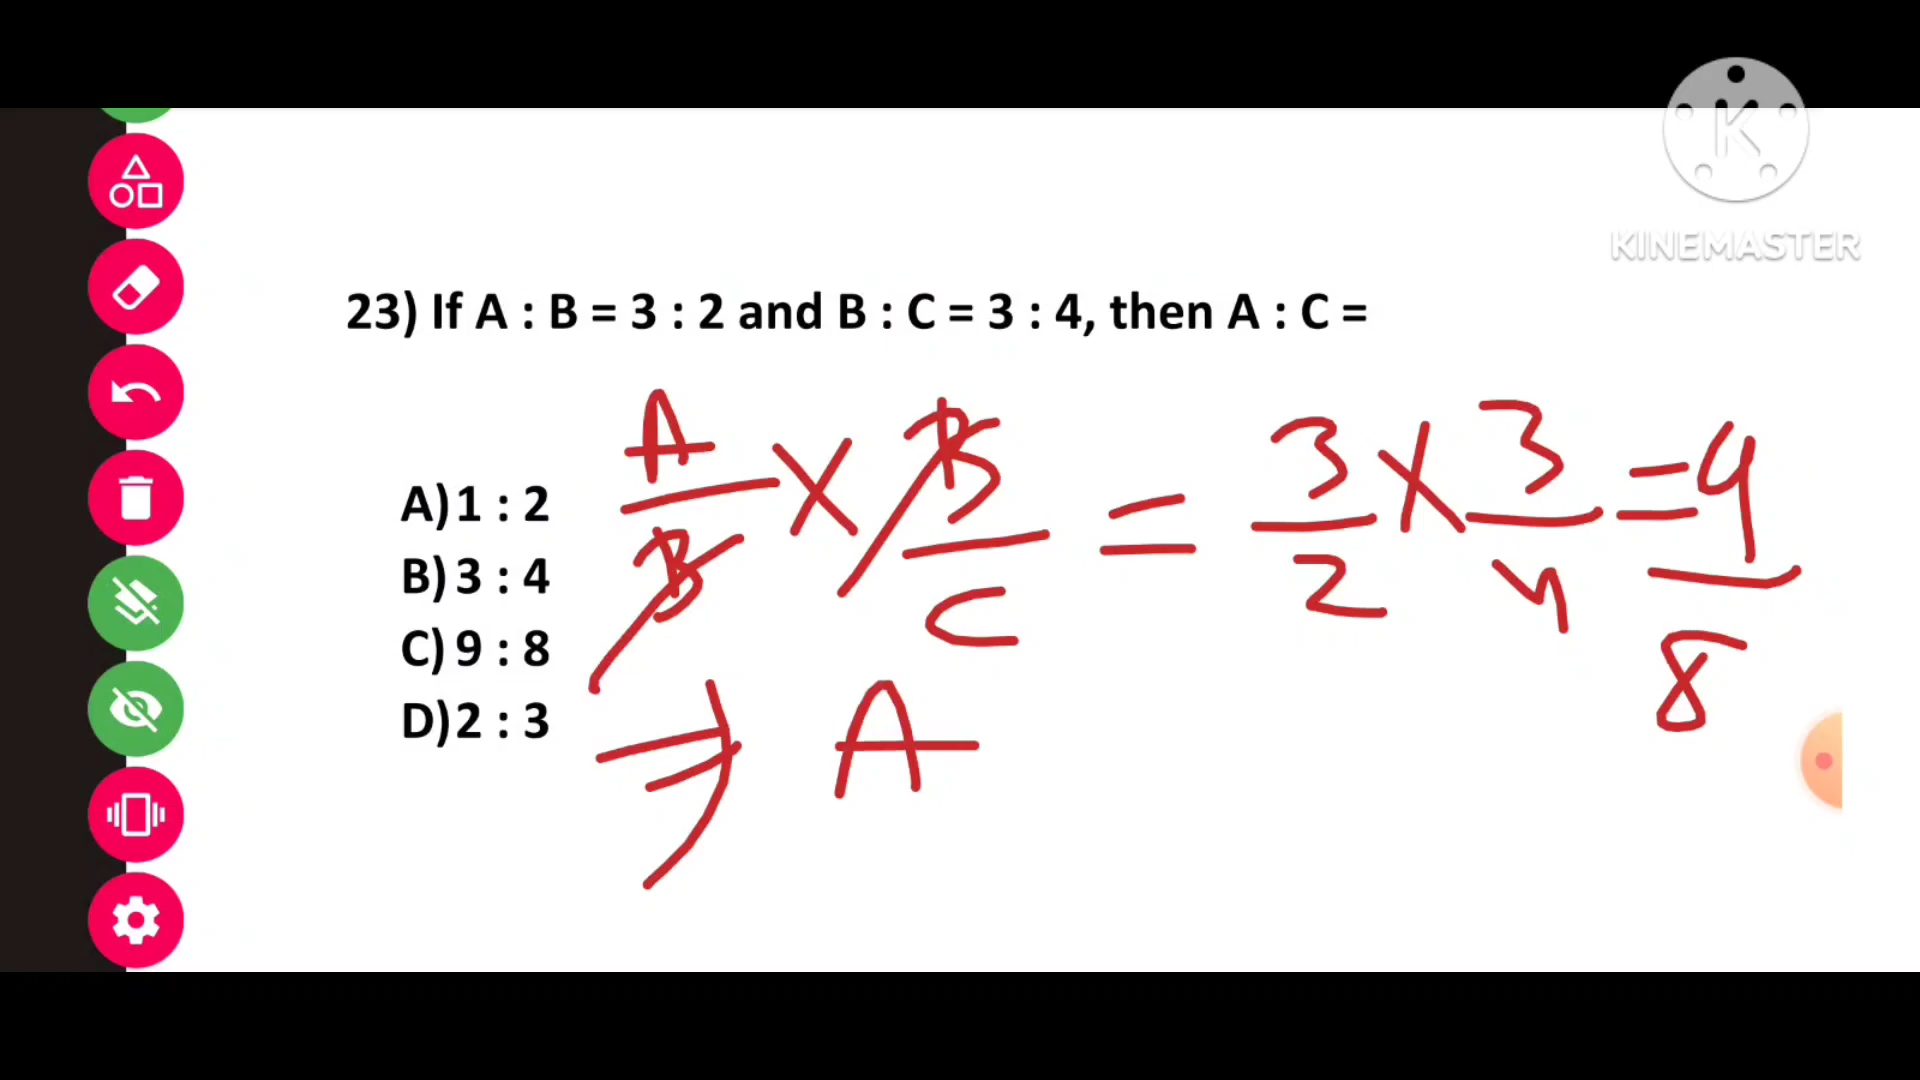 KINEMASTER
23) If A : B = 3 : 2 and B : C = 3 : 4, then A : C =
A) 1 : 2
B) 3 : 4
C) 9 : 8
D) 2 : 3
A/B × B/C = 3/2 × 3/4 = 9/8
⇒ A